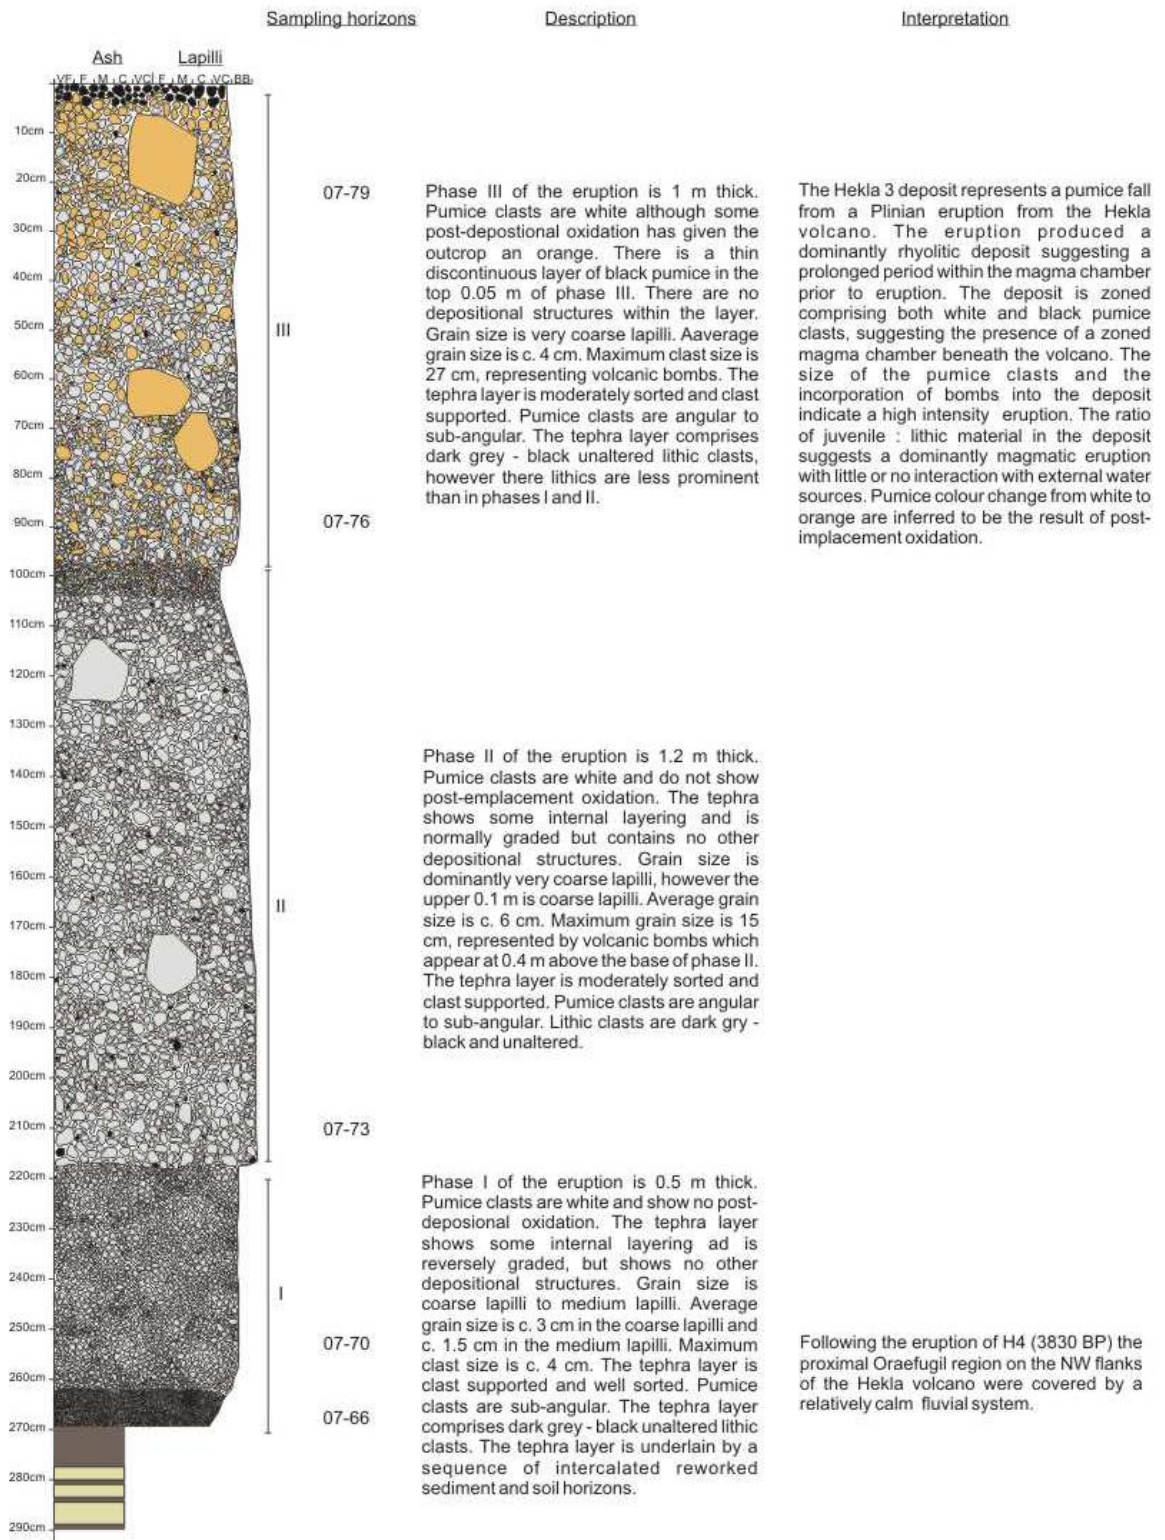 Sampling horizons
Description
Interpretation
Ash
Lapilli
VF F M C VC F M C VC BB
10cm
20cm
30cm
40cm
50cm
60cm
70cm
80cm
90cm
100cm
110cm
120cm
130cm
140cm
150cm
160cm
170cm
180cm
190cm
200cm
210cm
220cm
230cm
240cm
250cm
260cm
270cm
280cm
290cm
III
II
I
07-79
07-76
07-73
07-70
07-66
Phase III of the eruption is 1 m thick.
Pumice clasts are white although some
post-depostional oxidation has given the
outcrop an orange. There is a thin
discontinuous layer of black pumice in the
top 0.05 m of phase III. There are no
depositional structures within the layer.
Grain size is very coarse lapilli. Aaverage
grain size is c. 4 cm. Maximum clast size is
27 cm, representing volcanic bombs. The
tephra layer is moderately sorted and clast
supported. Pumice clasts are angular to
sub-angular. The tephra layer comprises
dark grey - black unaltered lithic clasts,
however there lithics are less prominent
than in phases I and II.
Phase II of the eruption is 1.2 m thick.
Pumice clasts are white and do not show
post-emplacement oxidation. The tephra
shows some internal layering and is
normally graded but contains no other
depositional structures. Grain size is
dominantly very coarse lapilli, however the
upper 0.1 m is coarse lapilli. Average grain
size is c. 6 cm. Maximum grain size is 15
cm, represented by volcanic bombs which
appear at 0.4 m above the base of phase II.
The tephra layer is moderately sorted and
clast supported. Pumice clasts are angular
to sub-angular. Lithic clasts are dark gry -
black and unaltered.
Phase I of the eruption is 0.5 m thick.
Pumice clasts are white and show no post-
deposional oxidation. The tephra layer
shows some internal layering ad is
reversely graded, but shows no other
depositional structures. Grain size is
coarse lapilli to medium lapilli. Average
grain size is c. 3 cm in the coarse lapilli and
c. 1.5 cm in the medium lapilli. Maximum
clast size is c. 4 cm. The tephra layer is
clast supported and well sorted. Pumice
clasts are sub-angular. The tephra layer
comprises dark grey - black unaltered lithic
clasts. The tephra layer is underlain by a
sequence of intercalated reworked
sediment and soil horizons.
The Hekla 3 deposit represents a pumice fall
from a Plinian eruption from the Hekla
volcano. The eruption produced a
dominantly rhyolitic deposit suggesting a
prolonged period within the magma chamber
prior to eruption. The deposit is zoned
comprising both white and black pumice
clasts, suggesting the presence of a zoned
magma chamber beneath the volcano. The
size of the pumice clasts and the
incorporation of bombs into the deposit
indicate a high intensity eruption. The ratio
of juvenile : lithic material in the deposit
suggests a dominantly magmatic eruption
with little or no interaction with external water
sources. Pumice colour change from white to
orange are inferred to be the result of post-
implacement oxidation.
Following the eruption of H4 (3830 BP) the
proximal Oraefugil region on the NW flanks
of the Hekla volcano were covered by a
relatively calm fluvial system.